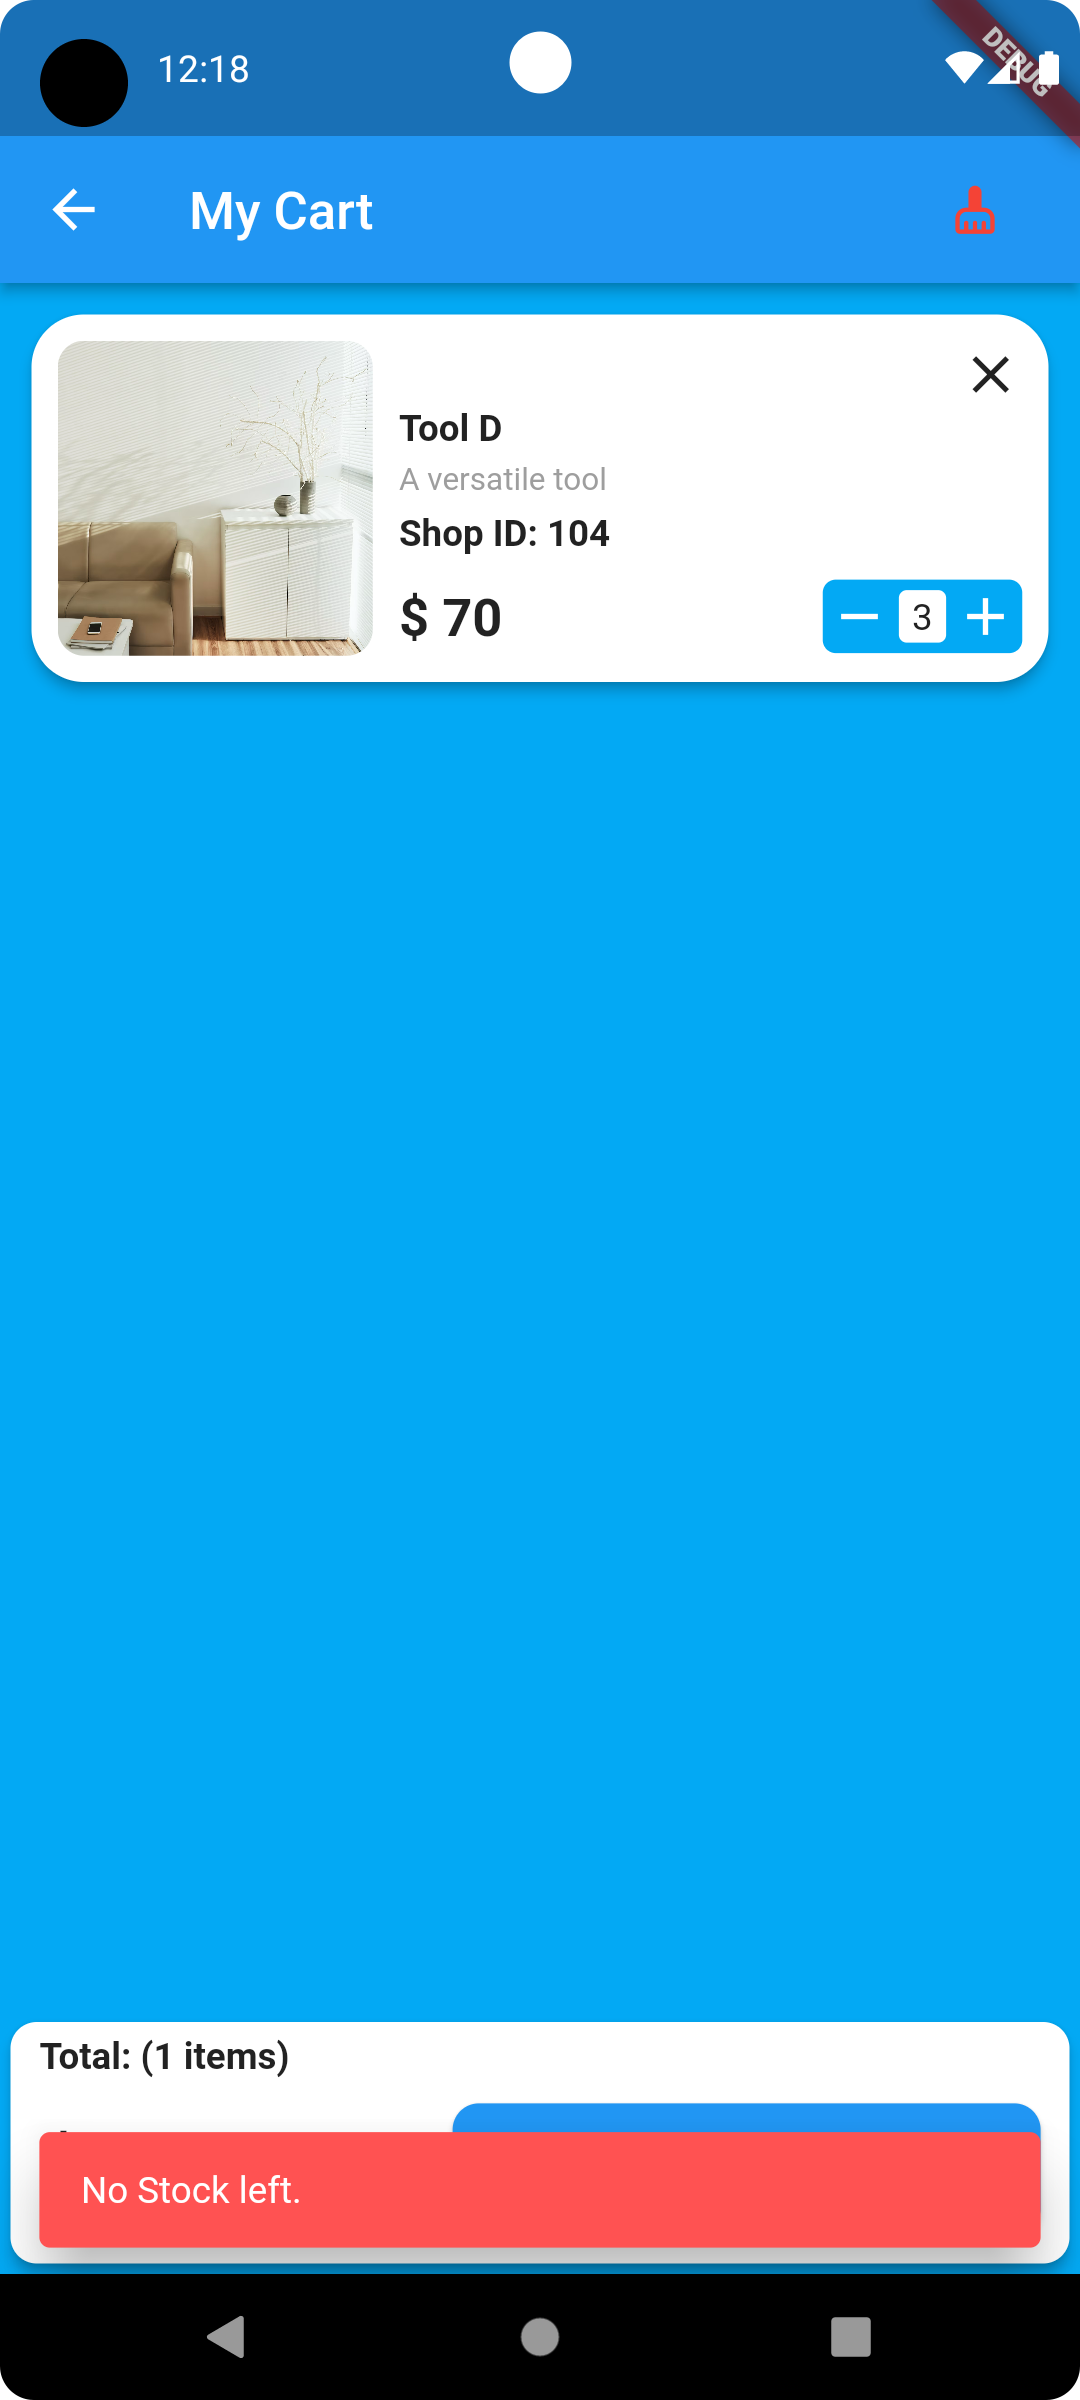 12:18
DEBUG
My Cart
Tool D
A versatile tool
Shop ID: 104
$ 70
3
Total: (1 items)
No Stock left.